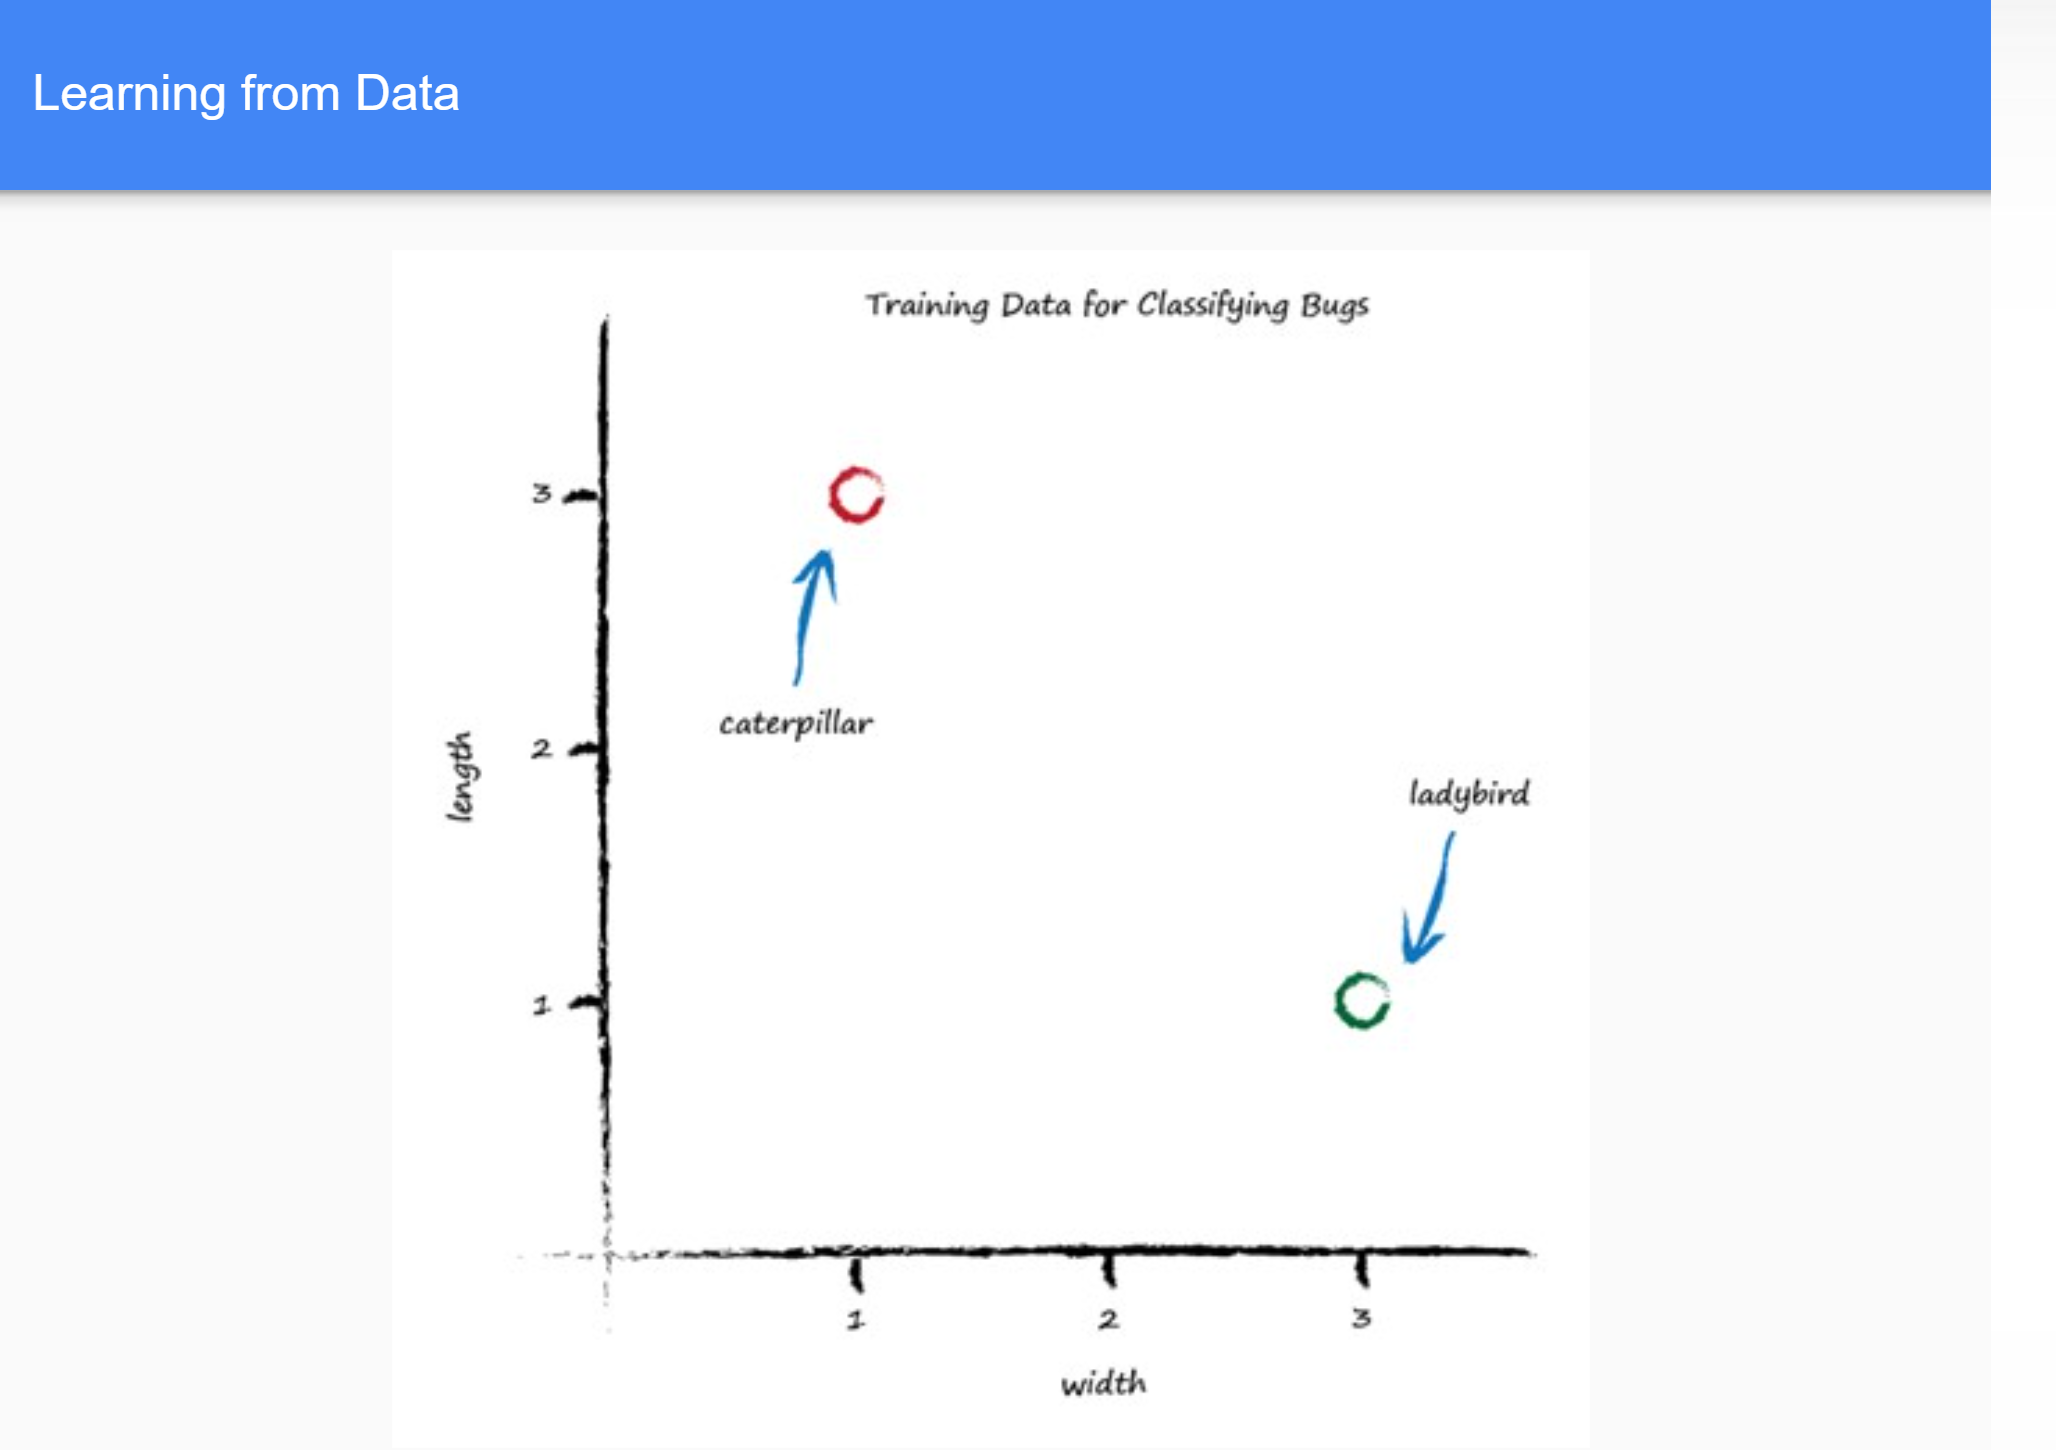 Learning from Data
Training Data for Classifying Bugs
3
caterpillar
2
length
ladybird
1
1
2
3
width